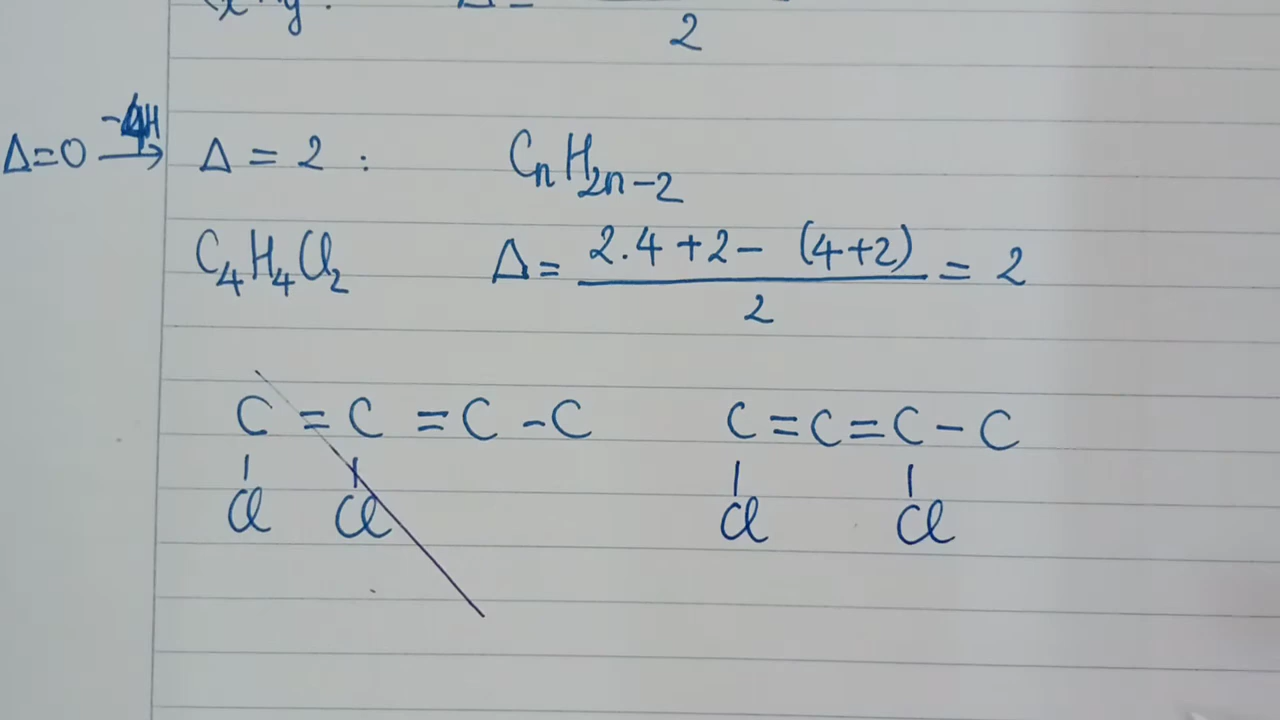 2
Δ=0 -4H→ Δ = 2 : CₙH₂ₙ₋₂
C₄H₄Cl₂ Δ = (2.4 + 2 - (4+2)) / 2 = 2
C = C = C - C C = C = C - C
Cl Cl Cl Cl